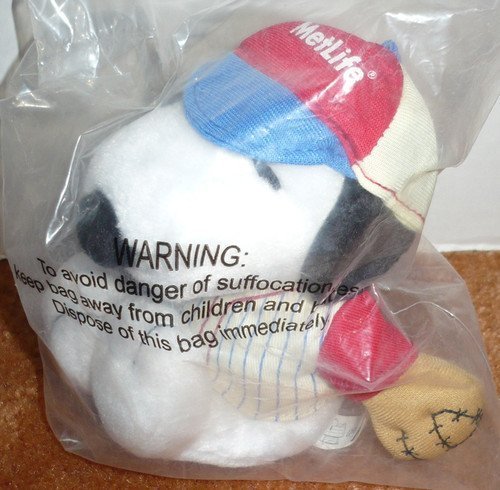 MetLife®
WARNING:
To avoid danger of suffocation,
keep bag away from children and
Dispose of this bag immediately